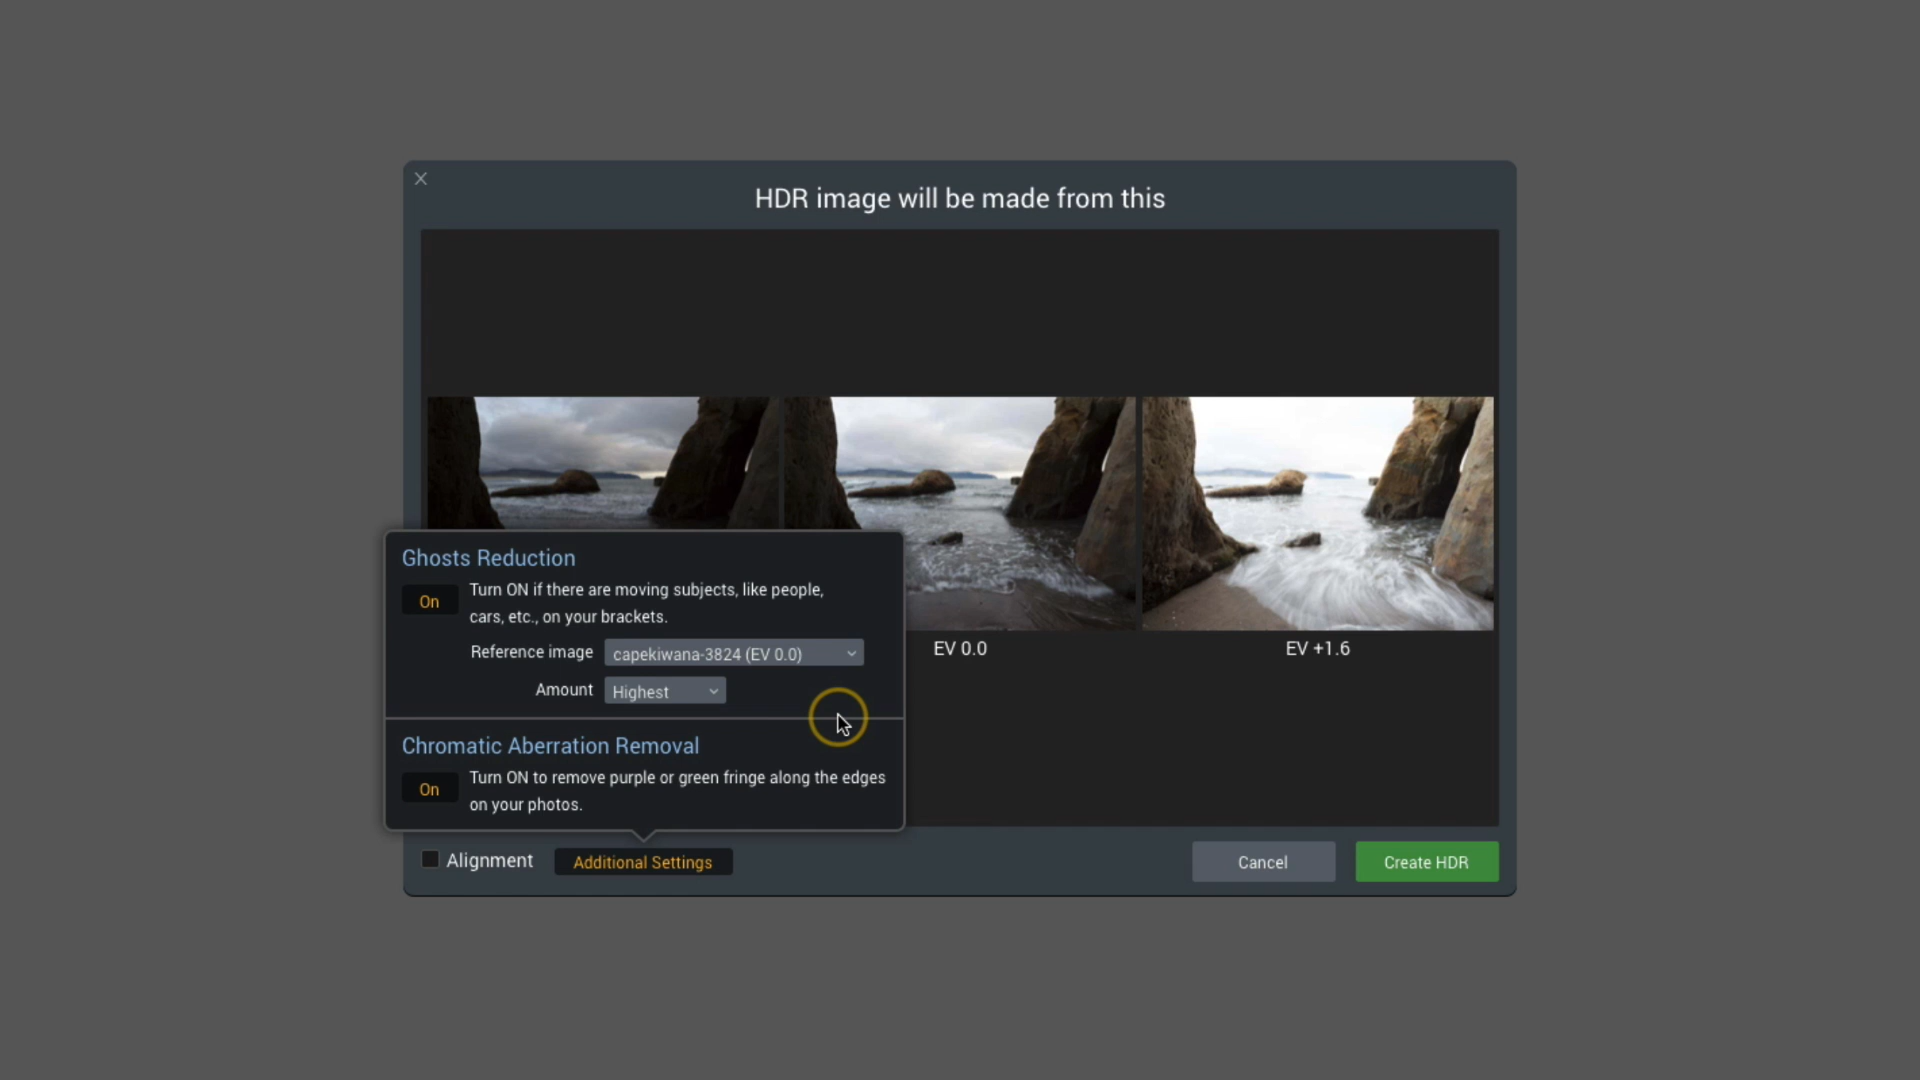 HDR image will be made from this
Ghosts Reduction
On
Turn ON if there are moving subjects, like people,
cars, etc., on your brackets.
Reference image
capekiwana-3824 (EV 0.0)
Amount
Highest
EV 0.0
EV +1.6
Chromatic Aberration Removal
On
Turn ON to remove purple or green fringe along the edges
on your photos.
Alignment
Additional Settings
Cancel
Create HDR